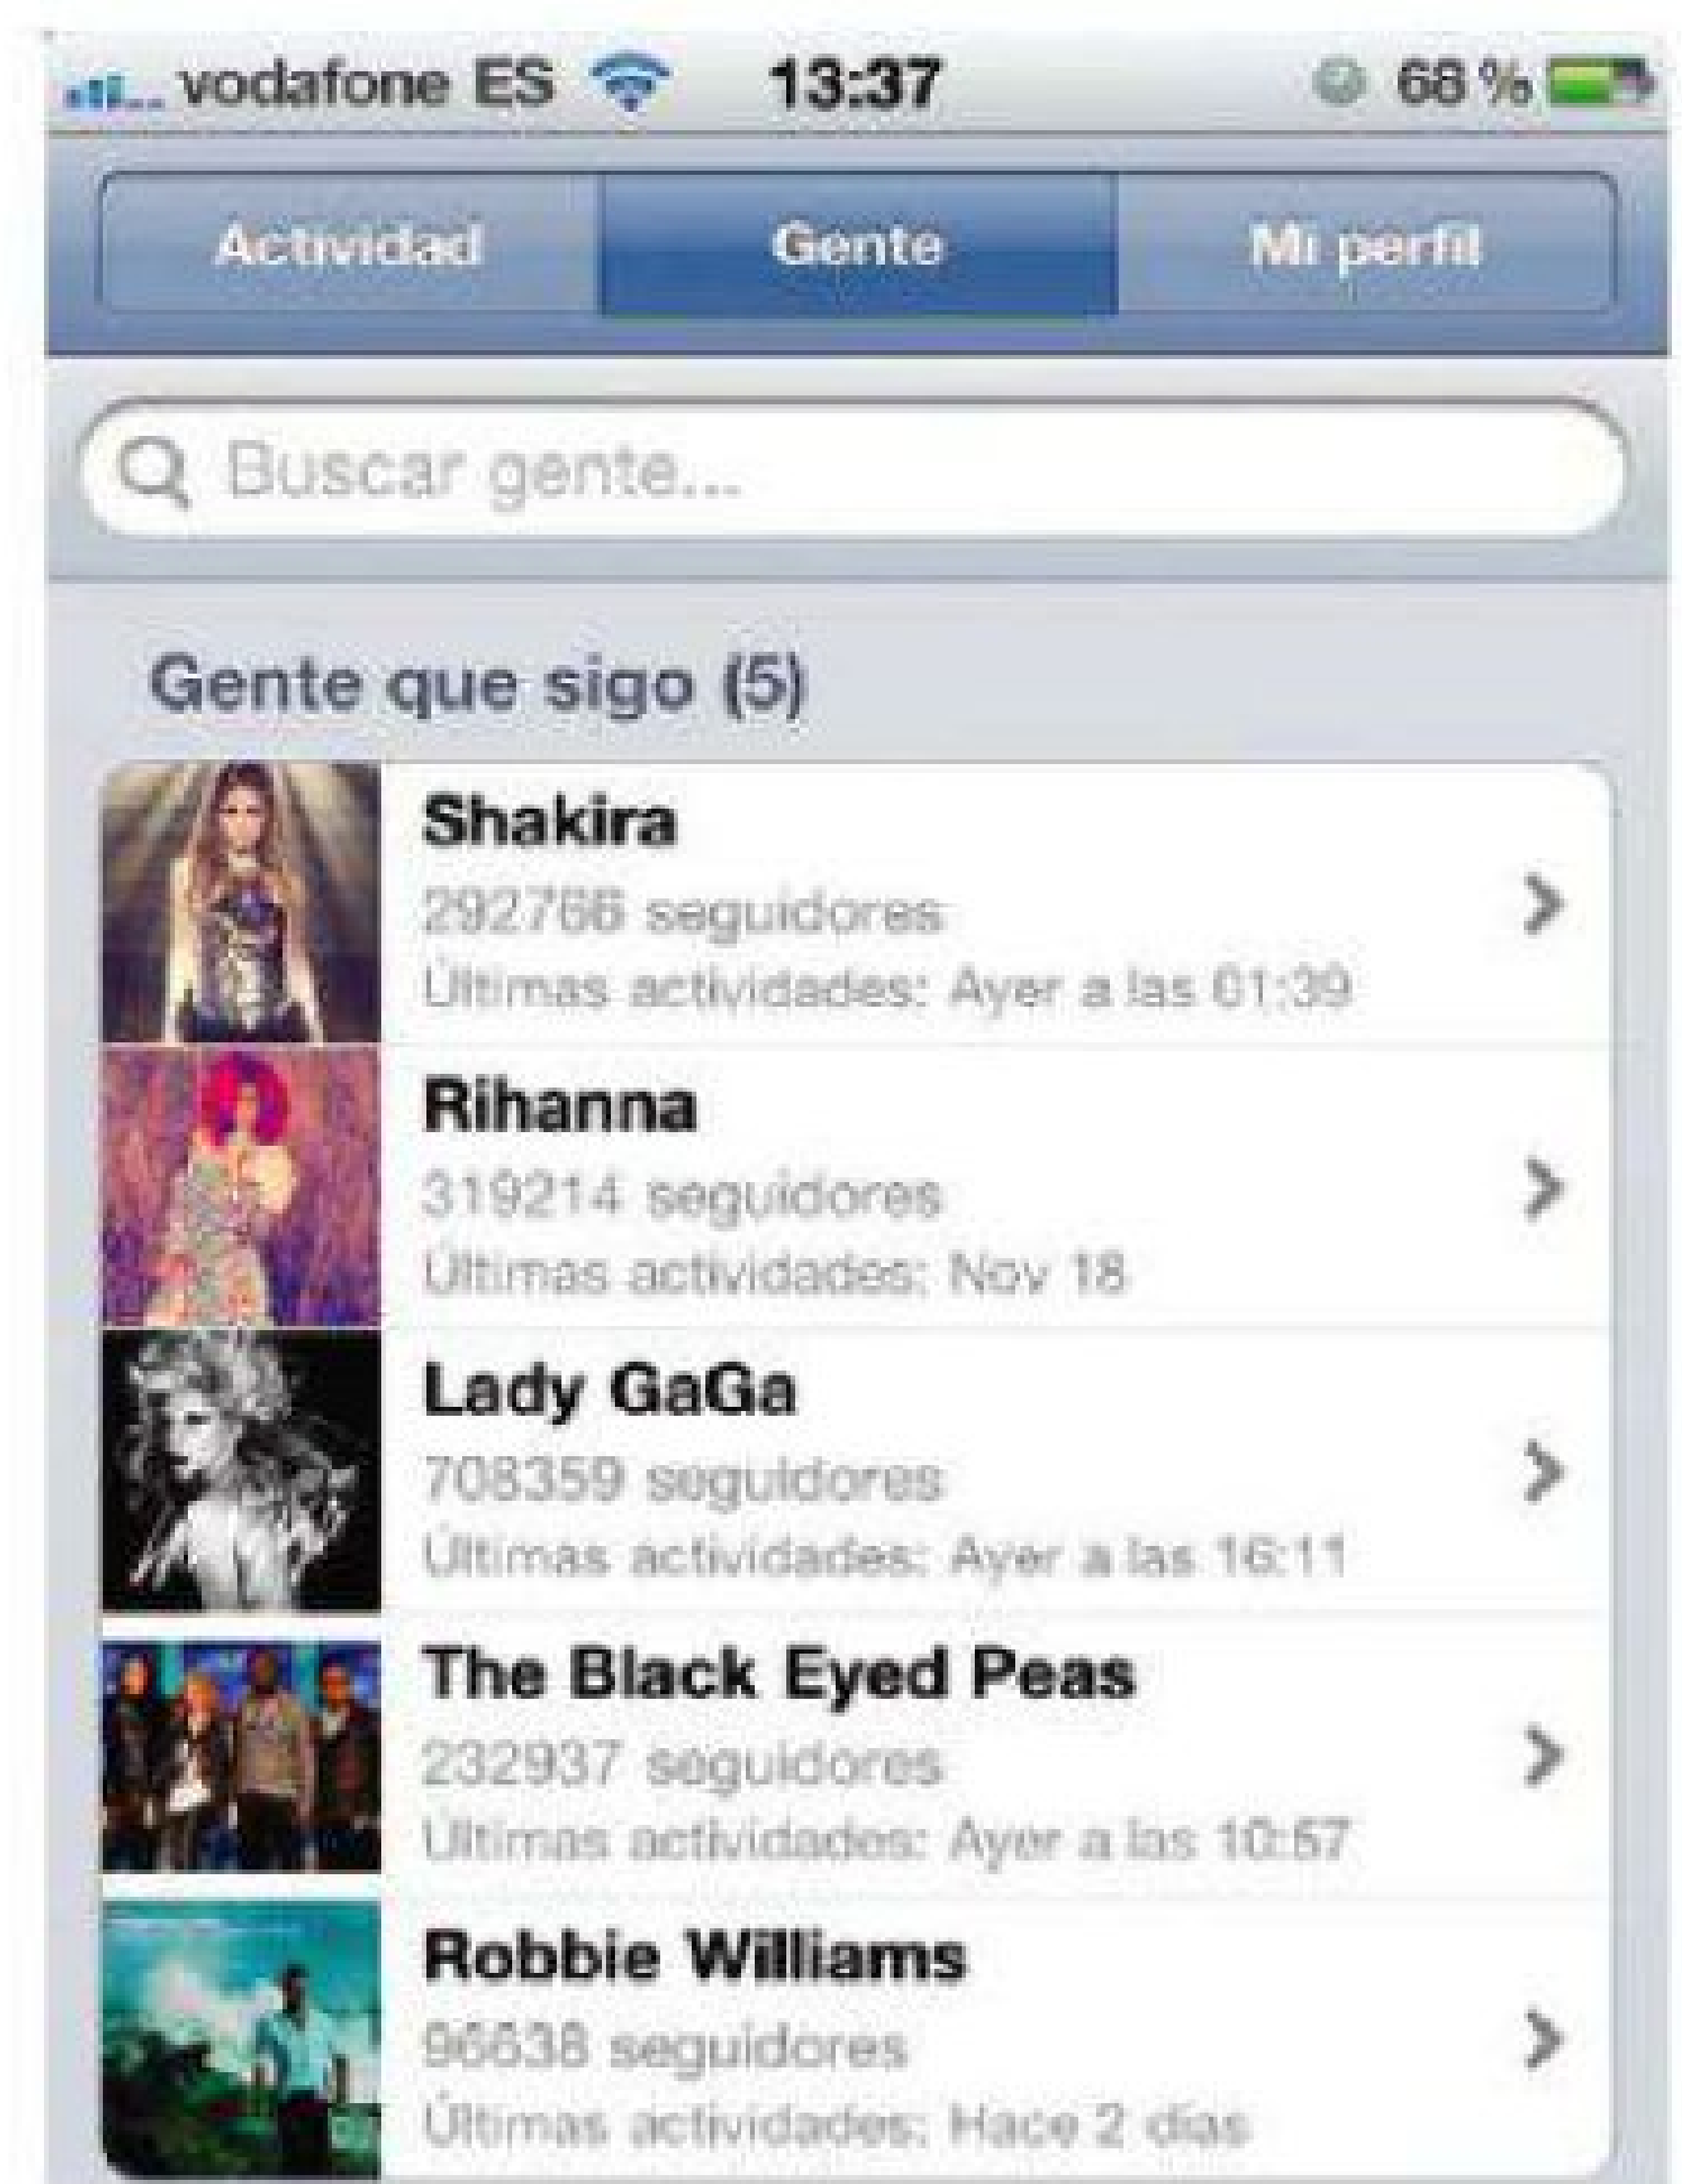 vodafone ES 13:37 68 %
Actividad Gente Mi perfil
Buscar gente...
Gente que sigo (5)
Shakira
292766 seguidores
Últimas actividades: Ayer a las 01:39
Rihanna
319214 seguidores
Últimas actividades: Nov 18
Lady GaGa
708359 seguidores
Últimas actividades: Ayer a las 16:11
The Black Eyed Peas
232937 seguidores
Últimas actividades: Ayer a las 10:57
Robbie Williams
96638 seguidores
Últimas actividades: Hace 2 días